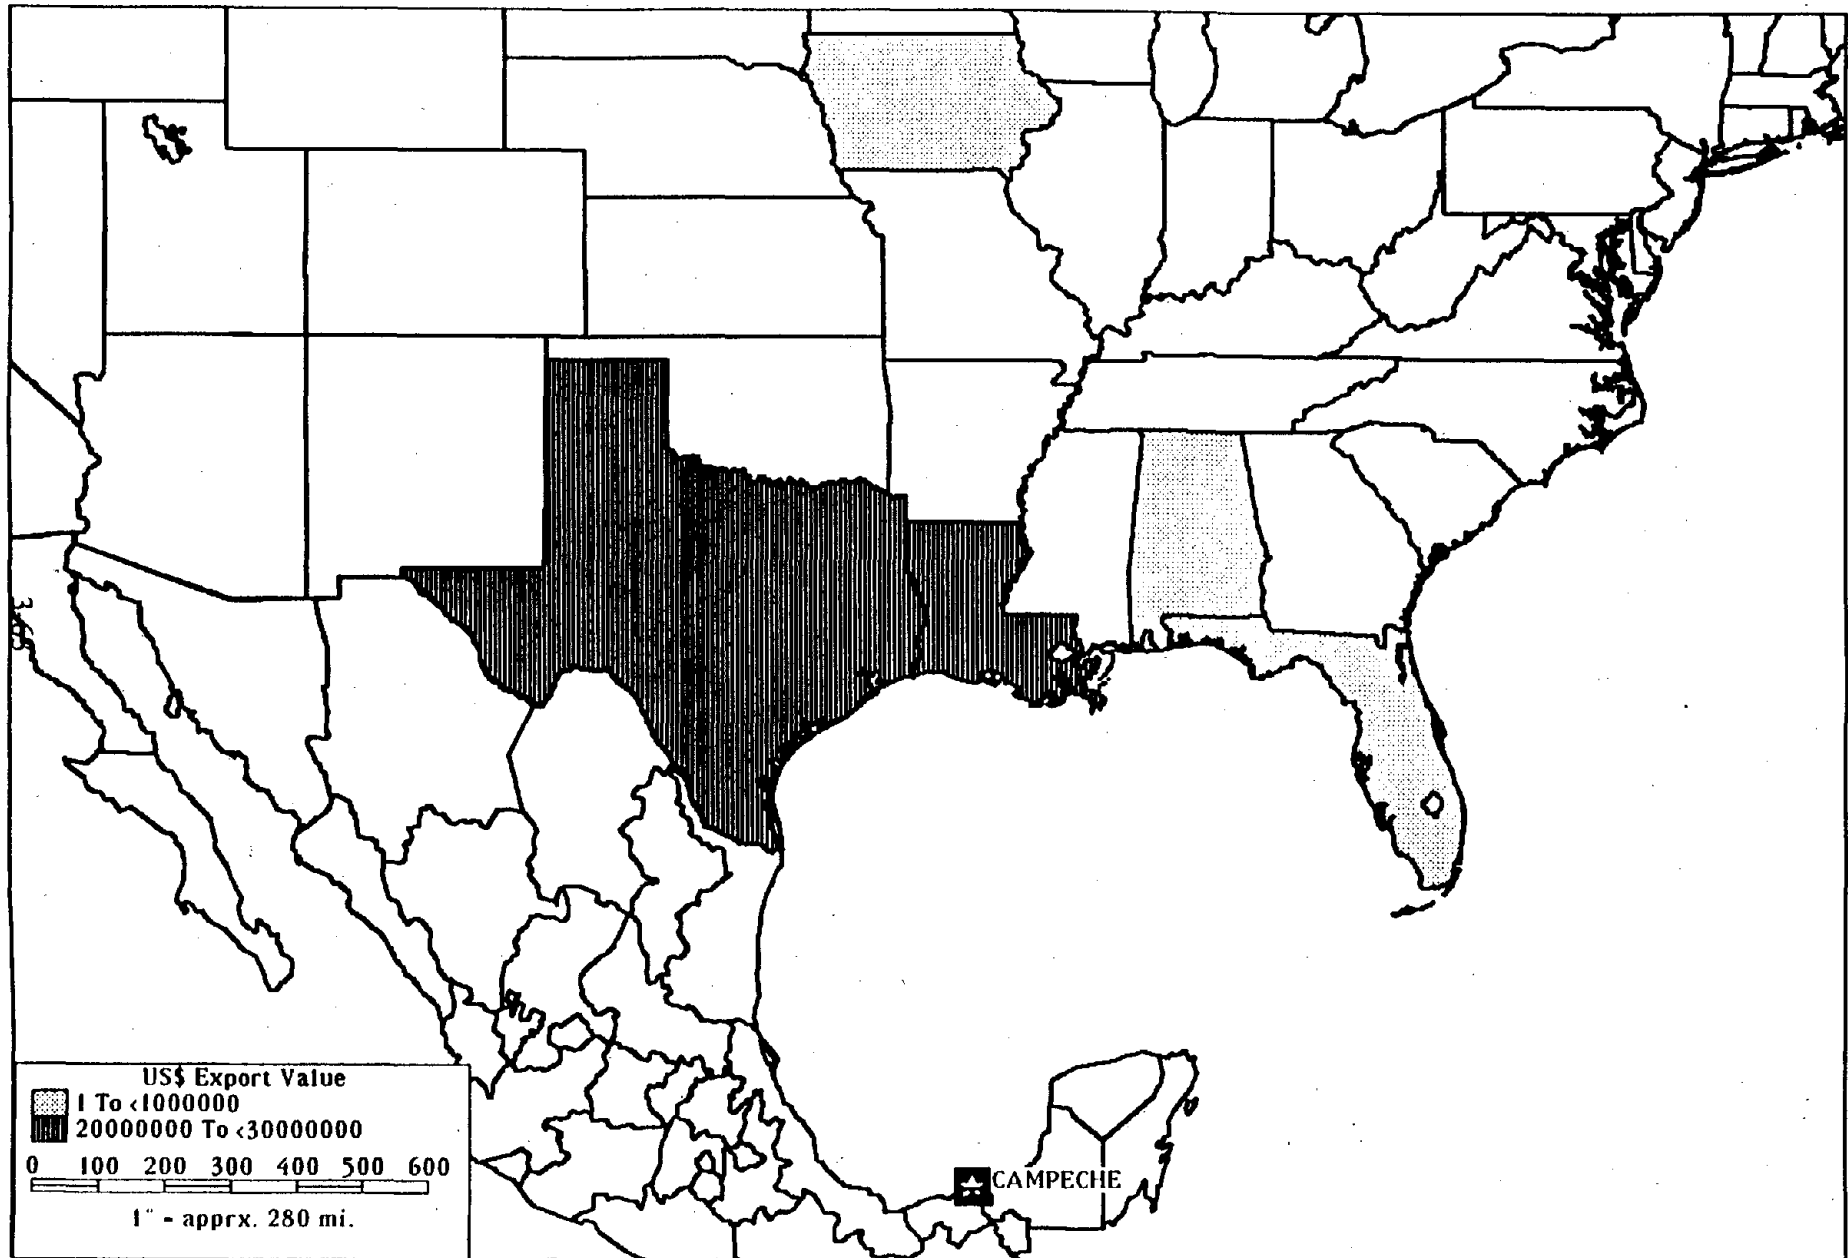 US$ Export Value
1 To <1000000
20000000 To <30000000
0 100 200 300 400 500 600
1" - apprx. 280 mi.
CAMPECHE